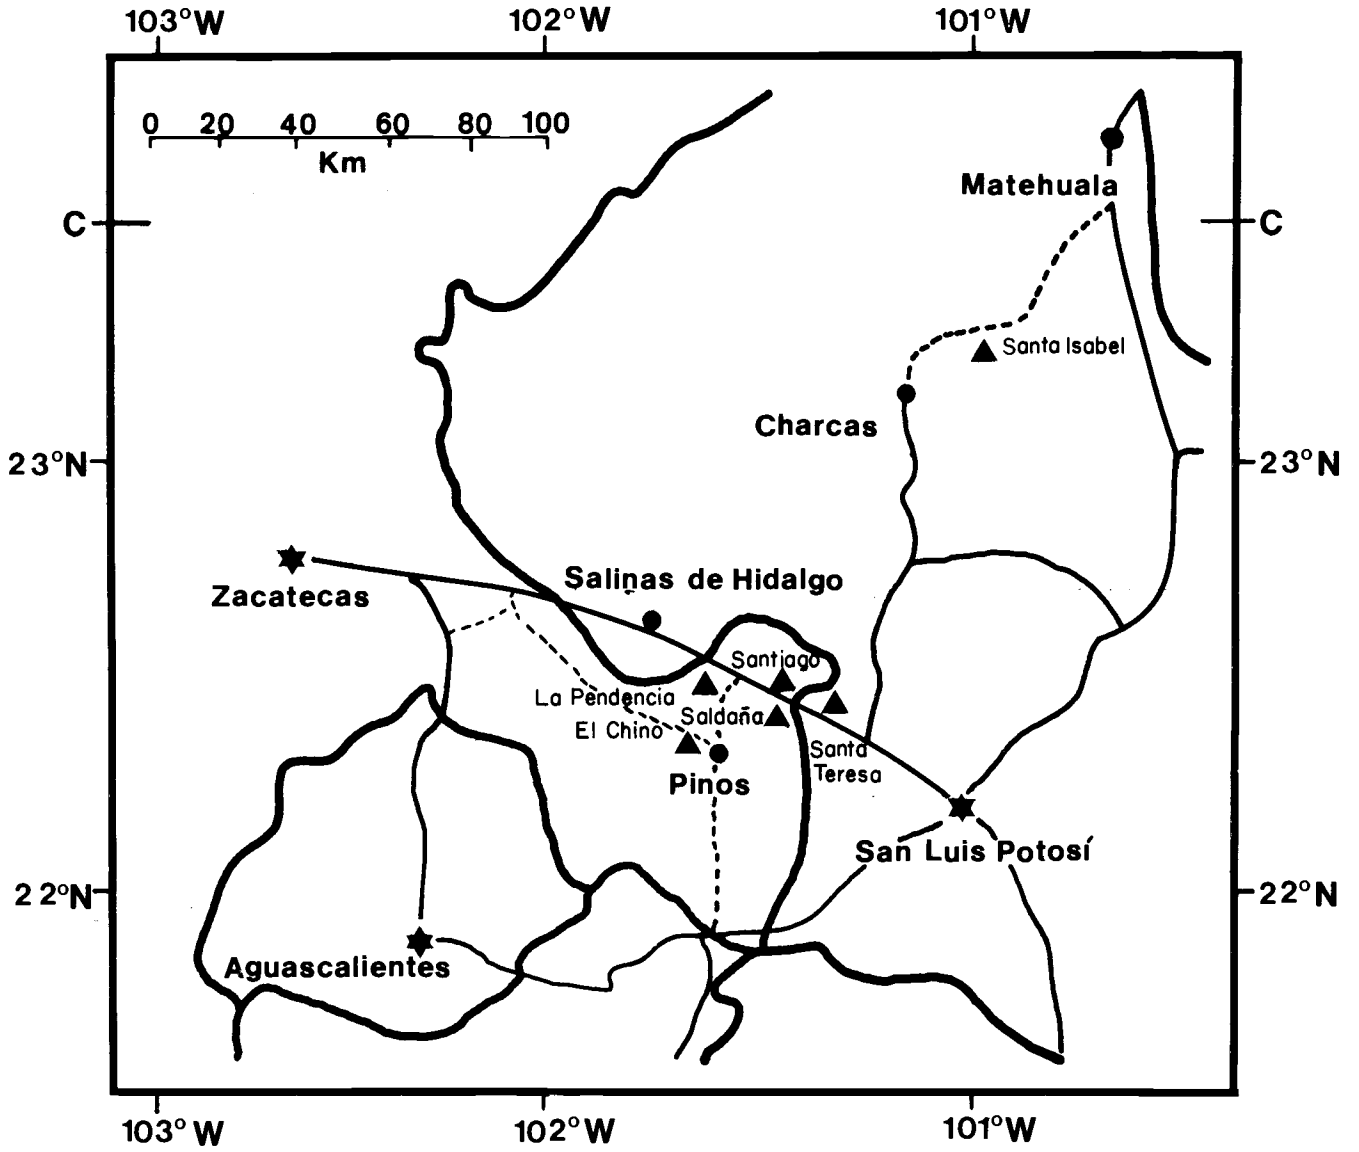 103°W 102°W 101°W
0 20 40 60 80 100
Km
Matehuala
C C
Santa Isabel
Charcas
23°N 23°N
Zacatecas
Salinas de Hidalgo
Santiago
La Pendencia
Saldaña
El Chino
Santa
Teresa
Pinos
San Luis Potosí
22°N 22°N
Aguascalientes
103°W 102°W 101°W